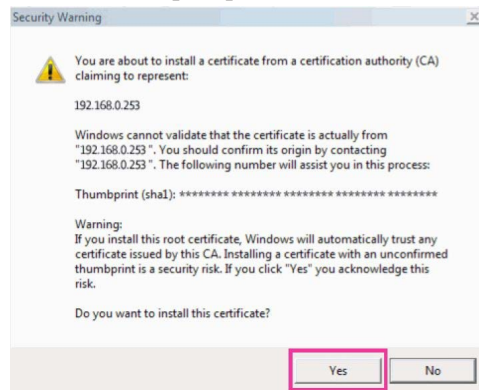 Security Warning
You are about to install a certificate from a certification authority (CA)
claiming to represent:
192.168.0.253
Windows cannot validate that the certificate is actually from
"192.168.0.253 ". You should confirm its origin by contacting
"192.168.0.253 ". The following number will assist you in this process:
Thumbprint (sha1): ******** ******** ******** ******** ********
Warning:
If you install this root certificate, Windows will automatically trust any
certificate issued by this CA. Installing a certificate with an unconfirmed
thumbprint is a security risk. If you click "Yes" you acknowledge this
risk.
Do you want to install this certificate?
Yes No